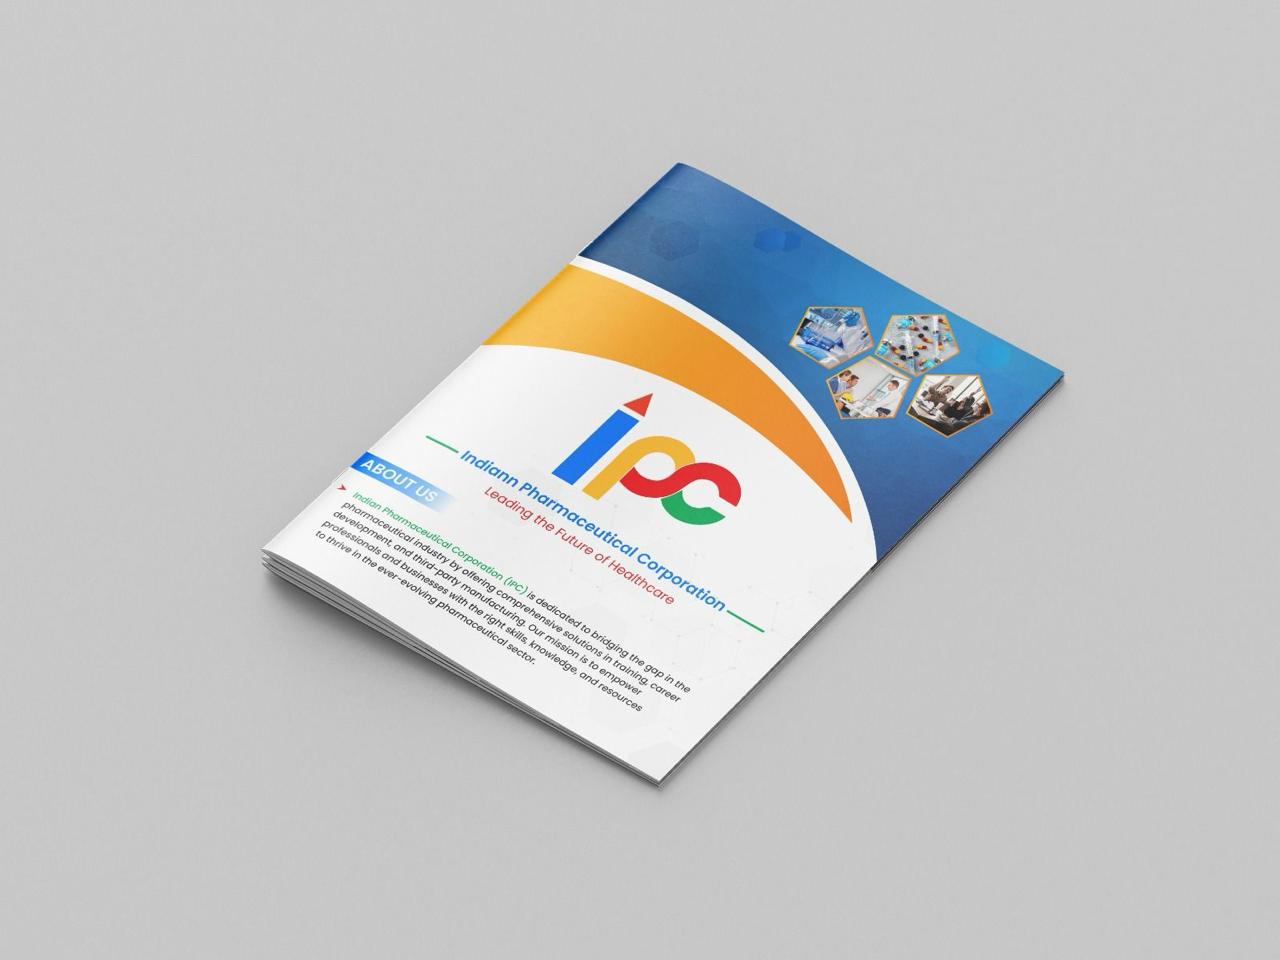 ipc
Indiann Pharmaceutical Corporation
Leading the Future of Healthcare
ABOUT US
Indian Pharmaceutical Corporation (IPC) is dedicated to bridging the gap in the
pharmaceutical industry by offering comprehensive solutions in training, career
development, and third-party manufacturing. Our mission is to empower
professionals and businesses with the right skills, knowledge, and resources
to thrive in the ever-evolving pharmaceutical sector.